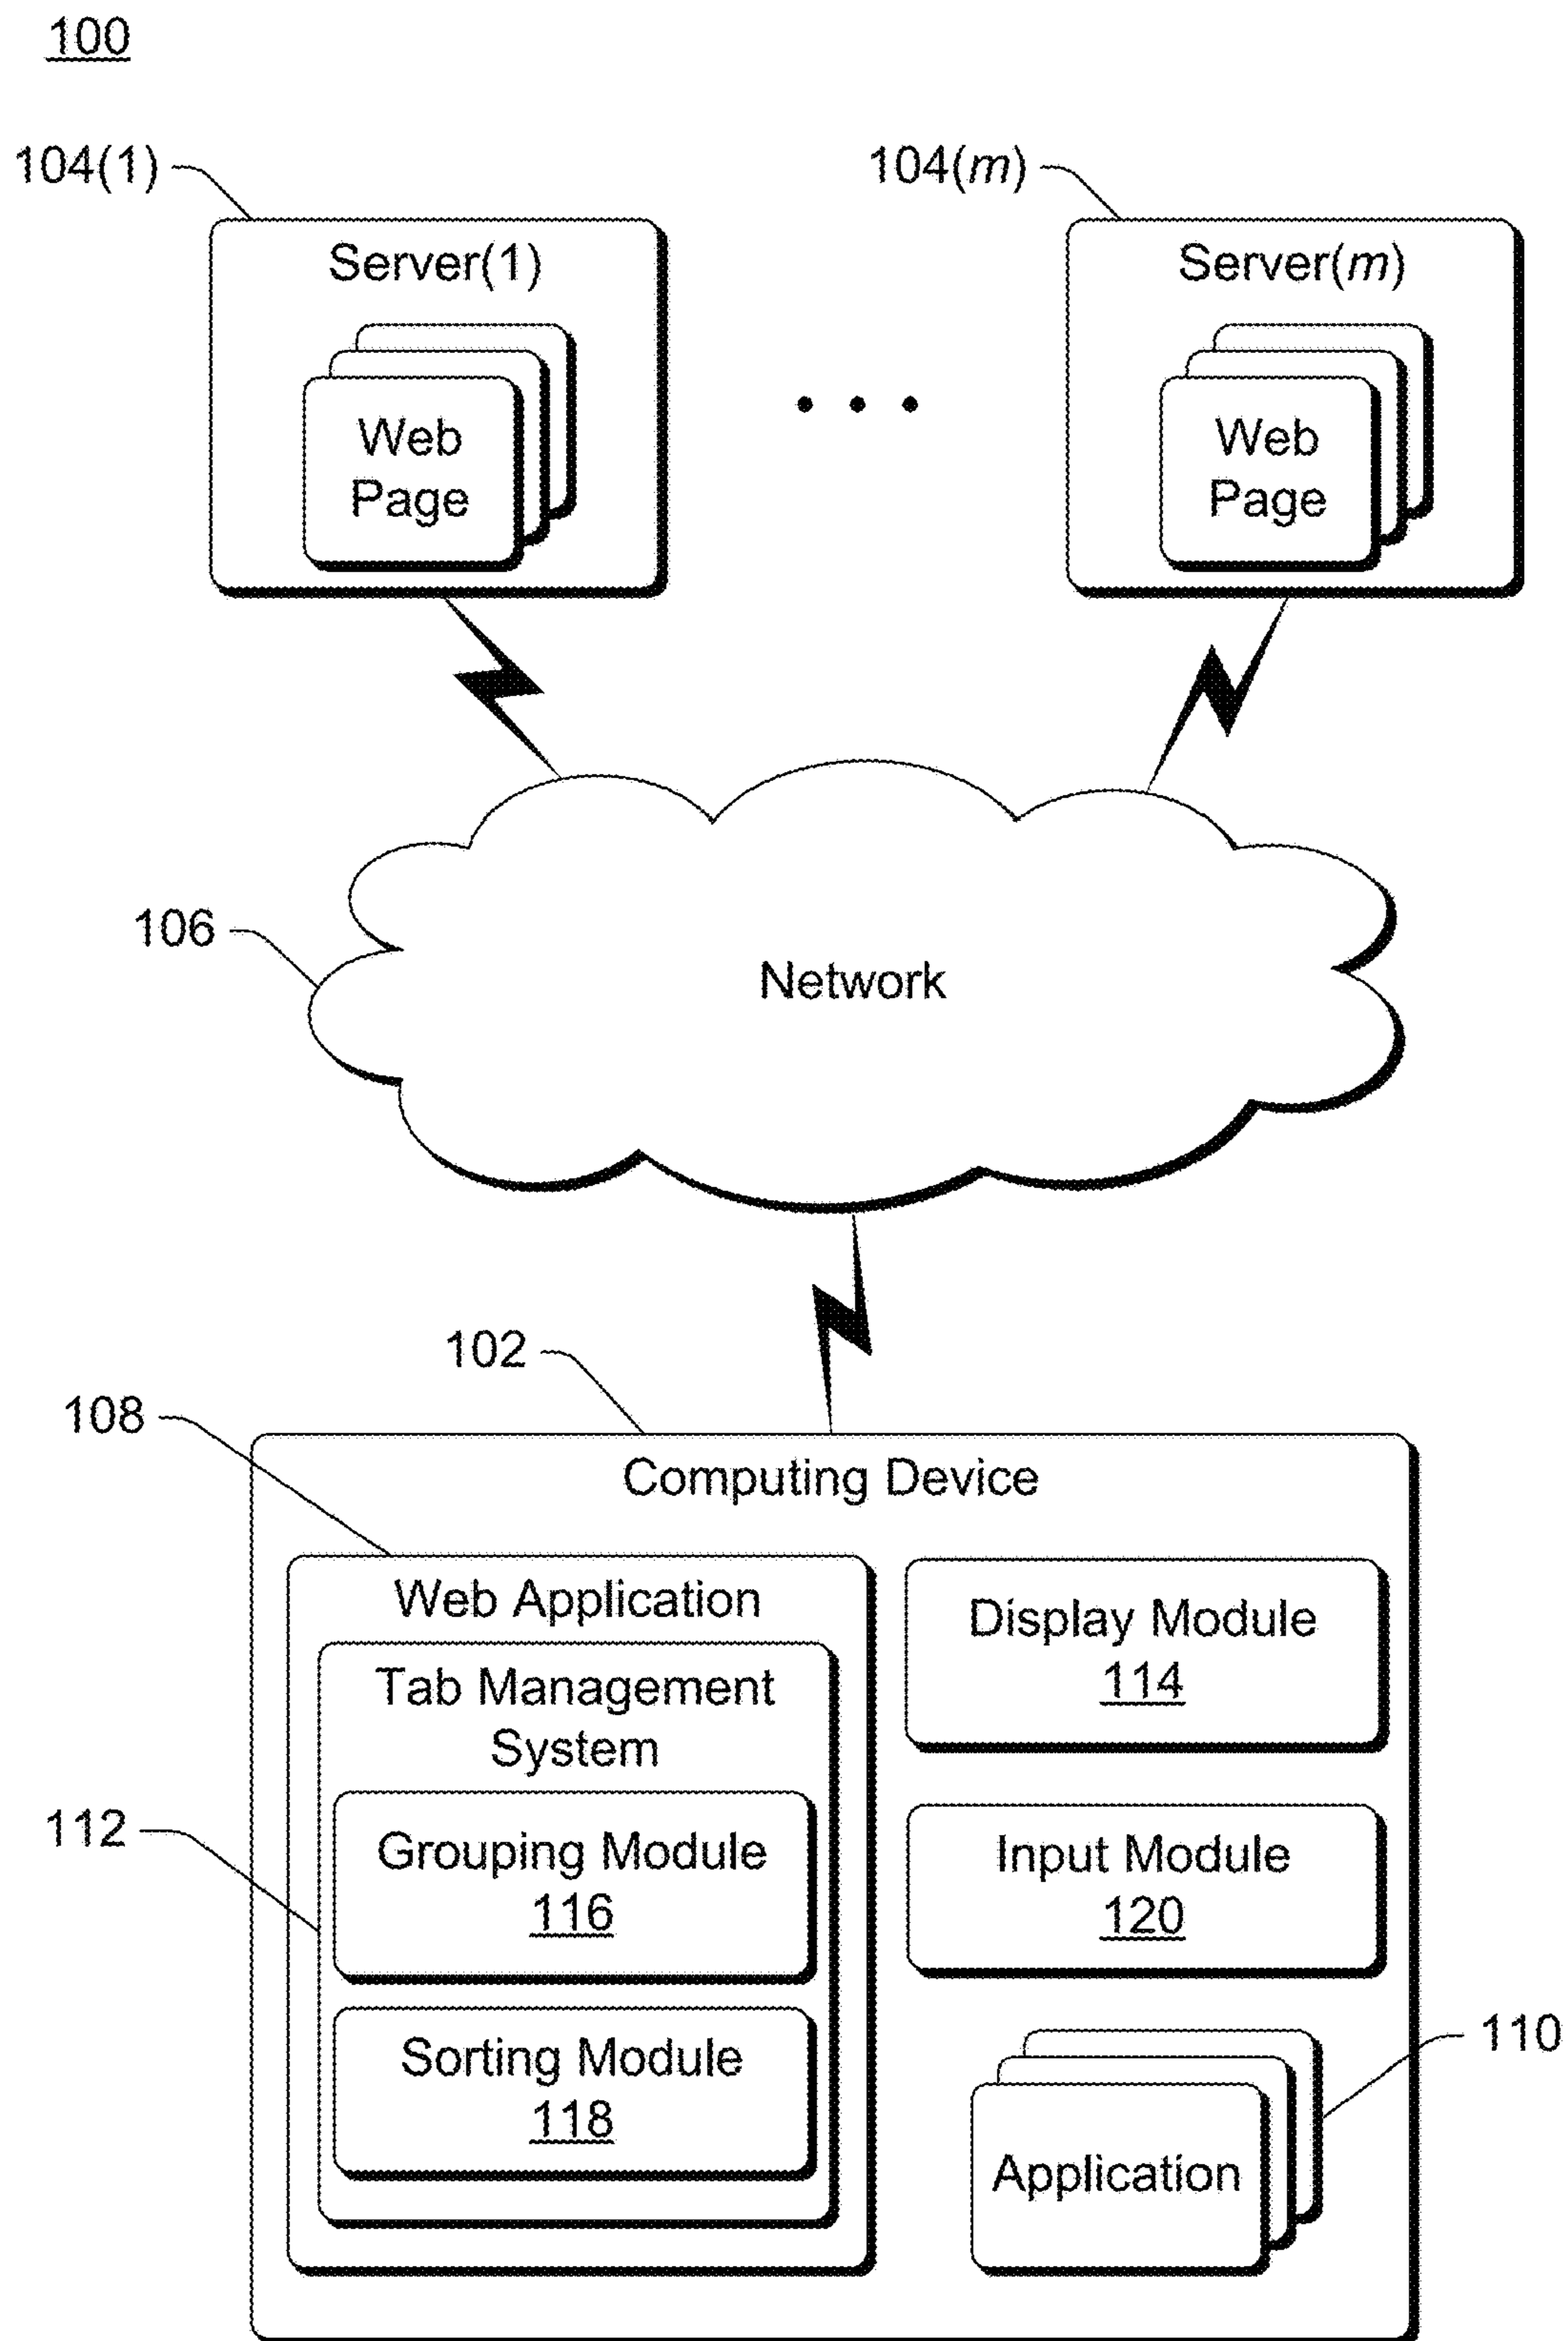 100
104(1)
104(m)
Server(1)
Server(m)
Web
Page
Web
Page
106
Network
102
108
Computing Device
Web Application
Tab Management
System
112
Grouping Module
116
Sorting Module
118
Display Module
114
Input Module
120
110
Application